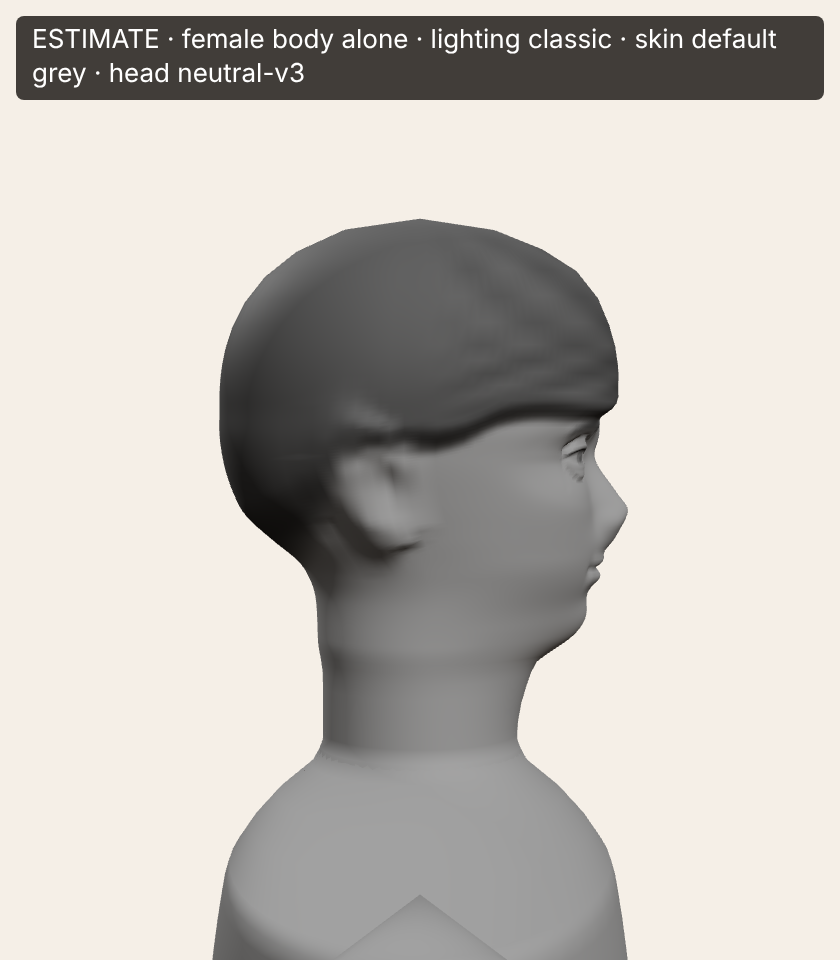 ESTIMATE · female body alone · lighting classic · skin default
grey · head neutral-v3